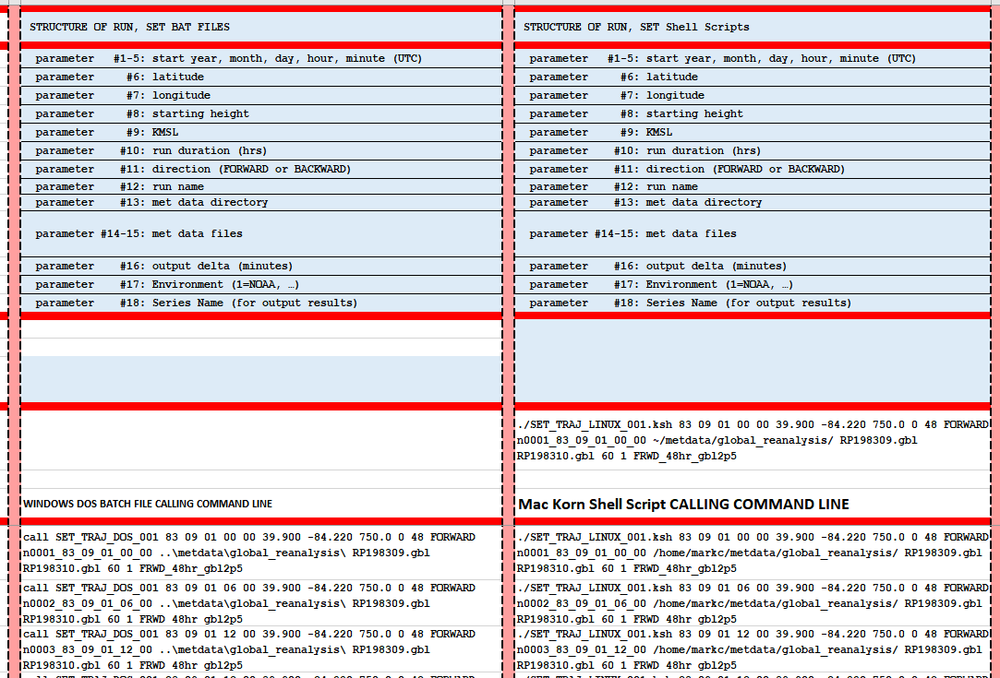 STRUCTURE OF RUN, SET BAT FILES
parameter #1-5: start year, month, day, hour, minute (UTC)
parameter #6: latitude
parameter #7: longitude
parameter #8: starting height
parameter #9: KMSL
parameter #10: run duration (hrs)
parameter #11: direction (FORWARD or BACKWARD)
parameter #12: run name
parameter #13: met data directory
parameter #14-15: met data files
parameter #16: output delta (minutes)
parameter #17: Environment (1=NOAA, …)
parameter #18: Series Name (for output results)
WINDOWS DOS BATCH FILE CALLING COMMAND LINE
call SET_TRAJ_DOS_001 83 09 01 00 00 39.900 -84.220 750.0 0 48 FORWARD
n0001_83_09_01_00_00 ..\metdata\global_reanalysis\ RP198309.gbl
RP198310.gbl 60 1 FRWD_48hr_gbl2p5
call SET_TRAJ_DOS_001 83 09 01 06 00 39.900 -84.220 750.0 0 48 FORWARD
n0002_83_09_01_06_00 ..\metdata\global_reanalysis\ RP198309.gbl
RP198310.gbl 60 1 FRWD_48hr_gbl2p5
call SET_TRAJ_DOS_001 83 09 01 12 00 39.900 -84.220 750.0 0 48 FORWARD
n0003_83_09_01_12_00 ..\metdata\global_reanalysis\ RP198309.gbl
RP198310.gbl 60 1 FRWD_48hr_gbl2p5
STRUCTURE OF RUN, SET Shell Scripts
parameter #1-5: start year, month, day, hour, minute (UTC)
parameter #6: latitude
parameter #7: longitude
parameter #8: starting height
parameter #9: KMSL
parameter #10: run duration (hrs)
parameter #11: direction (FORWARD or BACKWARD)
parameter #12: run name
parameter #13: met data directory
parameter #14-15: met data files
parameter #16: output delta (minutes)
parameter #17: Environment (1=NOAA, …)
parameter #18: Series Name (for output results)
./SET_TRAJ_LINUX_001.ksh 83 09 01 00 00 39.900 -84.220 750.0 0 48 FORWARD
n0001_83_09_01_00_00 ~/metdata/global_reanalysis/ RP198309.gbl
RP198310.gbl 60 1 FRWD_48hr_gbl2p5
Mac Korn Shell Script CALLING COMMAND LINE
./SET_TRAJ_LINUX_001.ksh 83 09 01 00 00 39.900 -84.220 750.0 0 48 FORWARD
n0001_83_09_01_00_00 /home/markc/metdata/global_reanalysis/ RP198309.gbl
RP198310.gbl 60 1 FRWD_48hr_gbl2p5
./SET_TRAJ_LINUX_001.ksh 83 09 01 06 00 39.900 -84.220 750.0 0 48 FORWARD
n0002_83_09_01_06_00 /home/markc/metdata/global_reanalysis/ RP198309.gbl
RP198310.gbl 60 1 FRWD_48hr_gbl2p5
./SET_TRAJ_LINUX_001.ksh 83 09 01 12 00 39.900 -84.220 750.0 0 48 FORWARD
n0003_83_09_01_12_00 /home/markc/metdata/global_reanalysis/ RP198309.gbl
RP198310.gbl 60 1 FRWD_48hr_gbl2p5